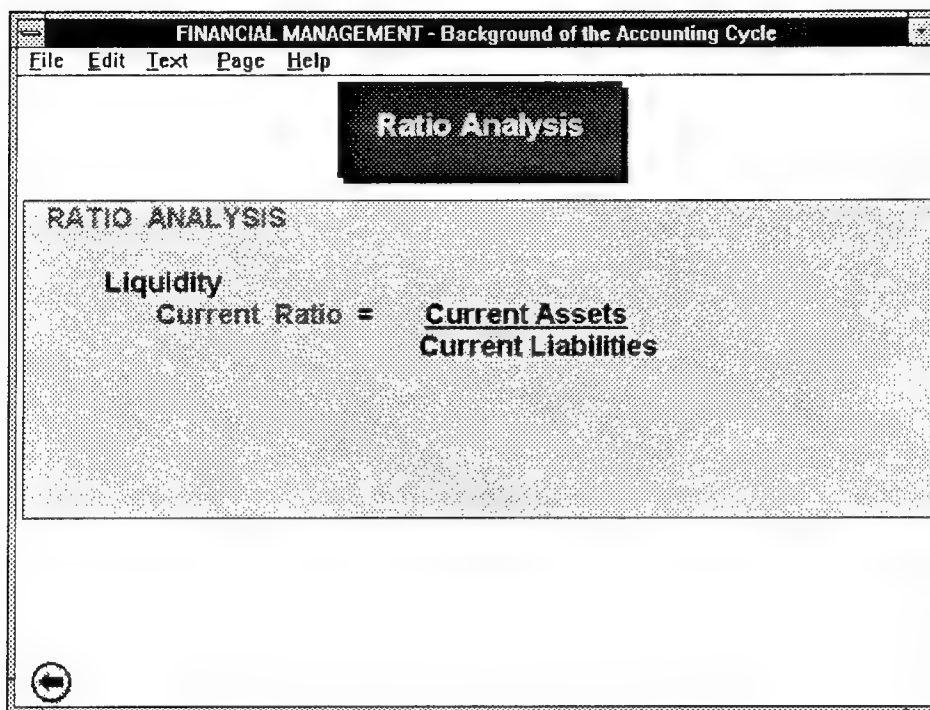 FINANCIAL MANAGEMENT - Background of the Accounting Cycle
File Edit Text Page Help
Ratio Analysis
RATIO ANALYSIS
Liquidity
Current Ratio = Current Assets
Current Liabilities